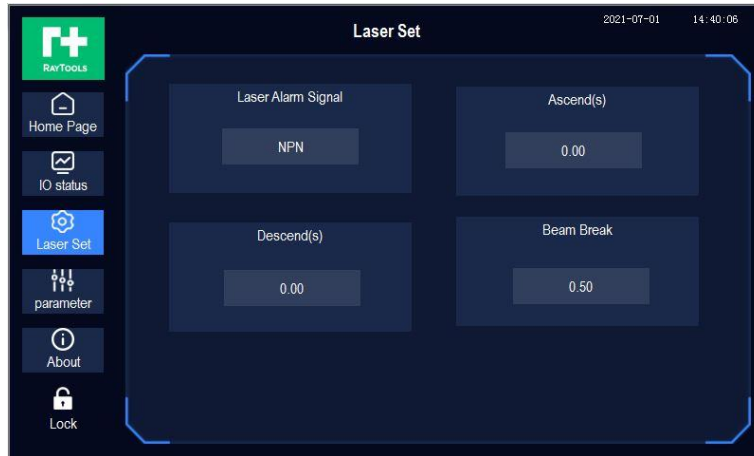 Laser Set
2021-07-01 14:40:06
RAYTOOLS
Home Page
IO status
Laser Set
parameter
About
Lock
Laser Alarm Signal
NPN
Ascend(s)
0.00
Descend(s)
0.00
Beam Break
0.50